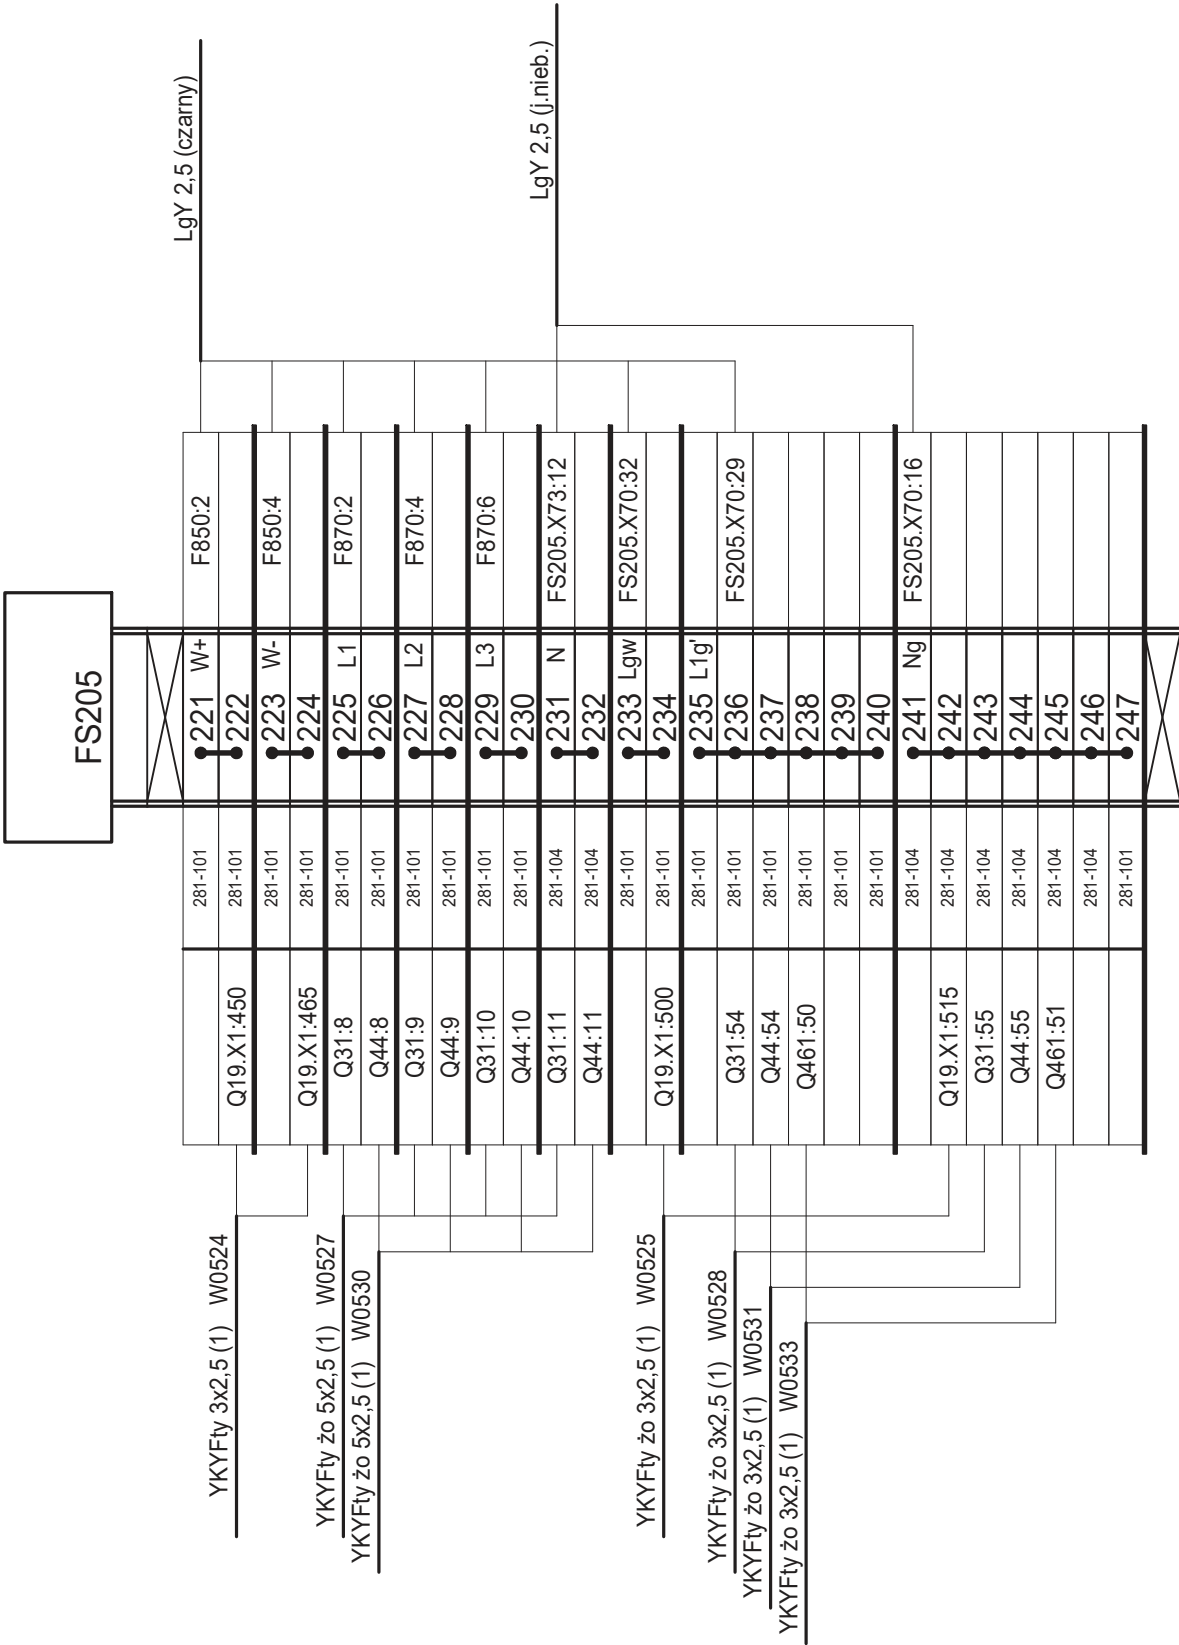 LgY 2,5 (czarny)
LgY 2,5 (j.nieb.)
FS205
281-101 221 W+ F850:2
Q19.X1:450 281-101 222
281-101 223 W- F850:4
Q19.X1:465 281-101 224
Q31:8 281-101 225 L1 F870:2
Q44:8 281-101 226
Q31:9 281-101 227 L2 F870:4
Q44:9 281-101 228
Q31:10 281-101 229 L3 F870:6
Q44:10 281-101 230
Q31:11 281-104 231 N FS205.X73:12
Q44:11 281-104 232
281-101 233 Lgw FS205.X70:32
Q19.X1:500 281-101 234
281-101 235 L1g'
Q31:54 281-101 236 FS205.X70:29
Q44:54 281-101 237
Q461:50 281-101 238
281-101 239
281-101 240
281-104 241 Ng FS205.X70:16
Q19.X1:515 281-104 242
Q31:55 281-104 243
Q44:55 281-104 244
Q461:51 281-104 245
281-104 246
281-101 247
YKYFty 3x2,5 (1) W0524
YKYFty żo 5x2,5 (1) W0527
YKYFty żo 5x2,5 (1) W0530
YKYFty żo 3x2,5 (1) W0525
YKYFty żo 3x2,5 (1) W0528
YKYFty żo 3x2,5 (1) W0531
YKYFty żo 3x2,5 (1) W0533